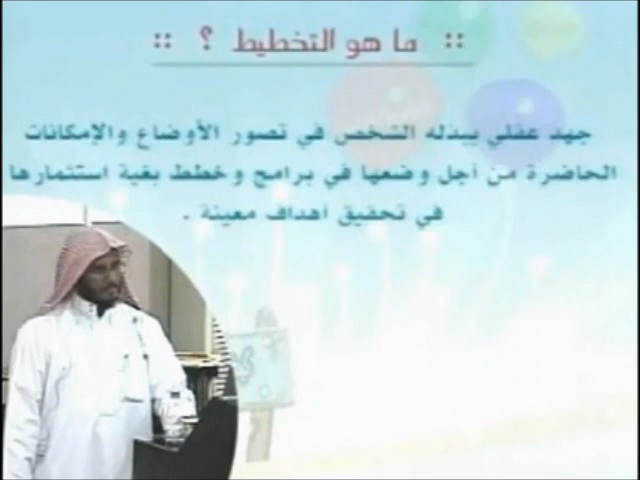 :: ما هو التخطيط ؟ ::
جهد عقلي يبذله الشخص في تصور الأوضاع والإمكانات
الحاضرة من أجل وضعها في برامج وخطط بغية استثمارها
في تحقيق أهداف معينة .